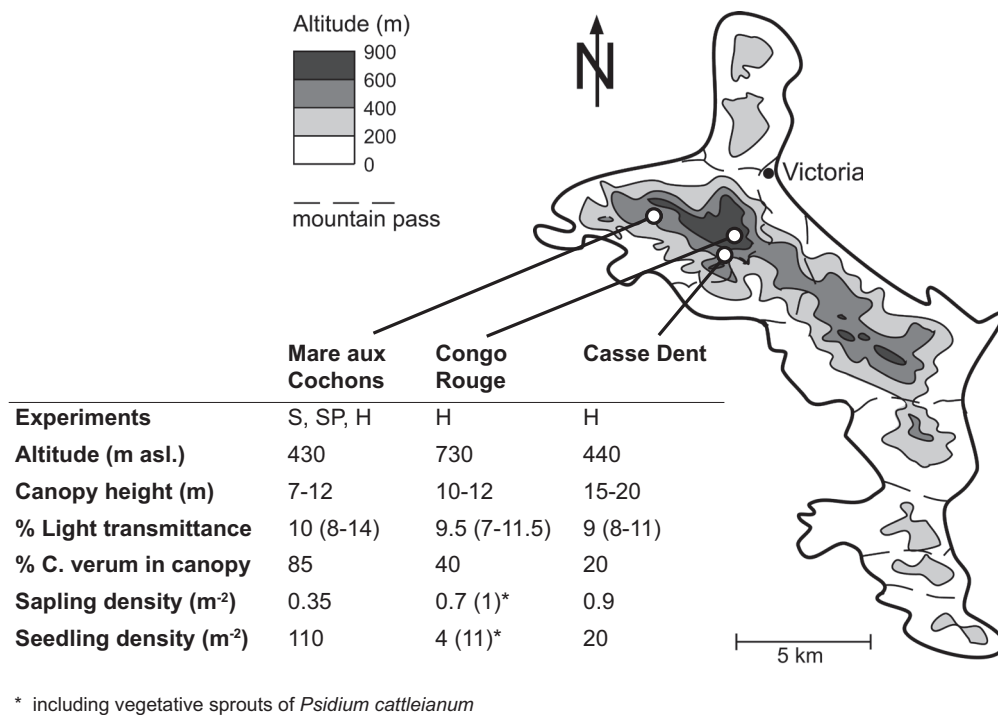 Altitude (m)
900
600
400
200
0
mountain pass
N
Victoria
Mare aux Cochons
Congo Rouge
Casse Dent
Experiments S, SP, H H H
Altitude (m asl.) 430 730 440
Canopy height (m) 7-12 10-12 15-20
% Light transmittance 10 (8-14) 9.5 (7-11.5) 9 (8-11)
% C. verum in canopy 85 40 20
Sapling density (m-2) 0.35 0.7 (1)* 0.9
Seedling density (m-2) 110 4 (11)* 20
5 km
* including vegetative sprouts of Psidium cattleianum